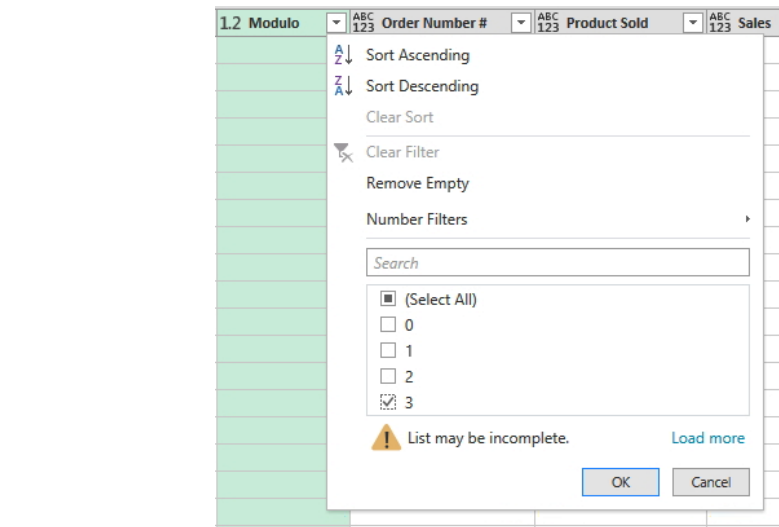 1.2 Modulo ABC 123 Order Number # ABC 123 Product Sold ABC 123 Sales
A Z Sort Ascending
Z A Sort Descending
Clear Sort
Clear Filter
Remove Empty
Number Filters
Search
(Select All)
0
1
2
3
List may be incomplete. Load more
OK Cancel